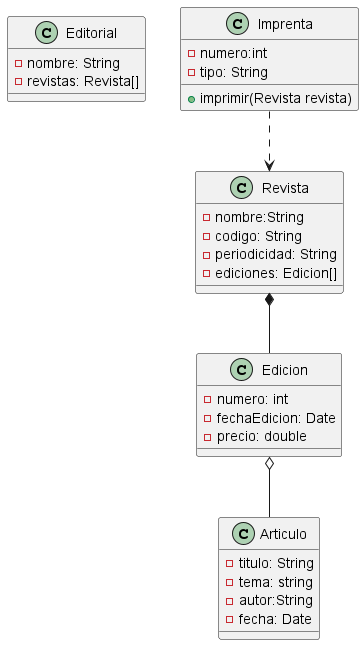 C Editorial
nombre: String
revistas: Revista[]
C Imprenta
numero:int
tipo: String
imprimir(Revista revista)
C Revista
nombre:String
codigo: String
periodicidad: String
ediciones: Edicion[]
C Edicion
numero: int
fechaEdicion: Date
precio: double
C Articulo
titulo: String
tema: string
autor:String
fecha: Date